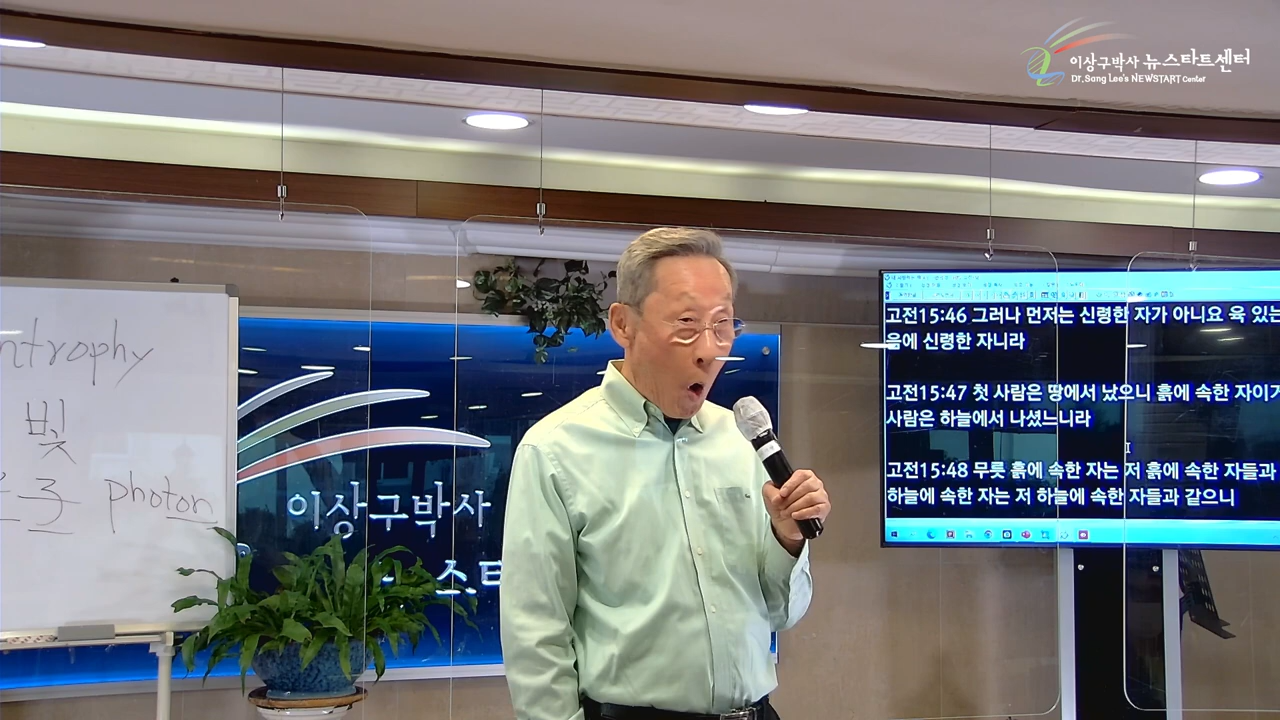 이상구박사 뉴스타트센터
Dr. Sang Lee's NEWSTART Center
ntrophy
빛
photon
이상구박사
스타
고전15:46 그러나 먼저는 신령한 자가 아니요 육 있는
음에 신령한 자니라
고전15:47 첫 사람은 땅에서 났으니 흙에 속한 자이거
사람은 하늘에서 나셨느니라
고전15:48 무릇 흙에 속한 자는 저 흙에 속한 자들과
하늘에 속한 자는 저 하늘에 속한 자들과 같으니